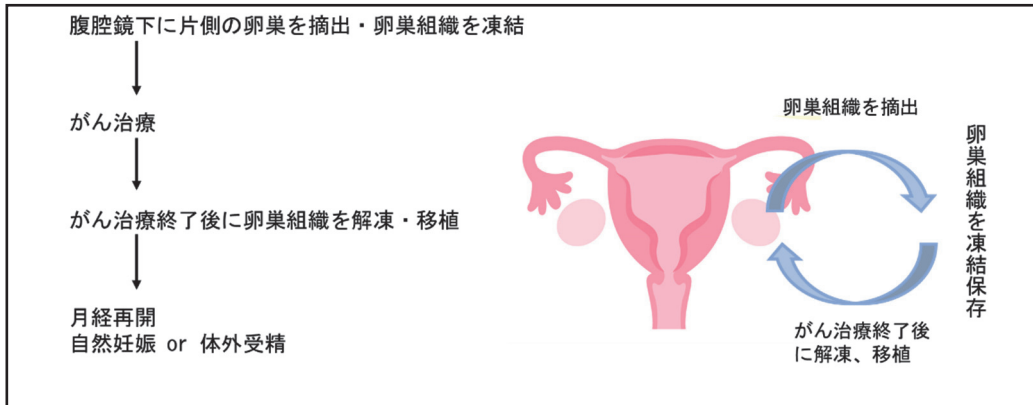 腹腔鏡下に片側の卵巣を摘出・卵巣組織を凍結
がん治療
がん治療終了後に卵巣組織を解凍・移植
月経再開
自然妊娠 or 体外受精
卵巣組織を摘出
卵巣組織を凍結保存
がん治療終了後
に解凍、移植